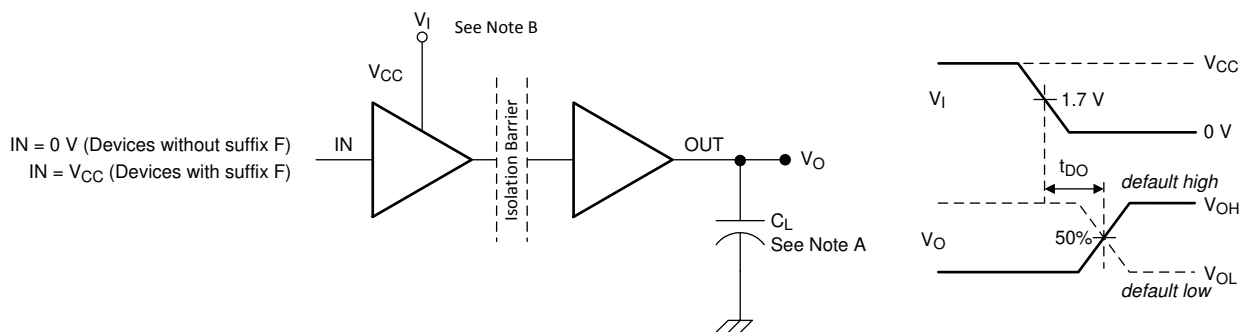 V_I
See Note B
V_CC
IN = 0 V (Devices without suffix F)
IN = V_CC (Devices with suffix F)
IN
Isolation Barrier
OUT
V_O
C_L
See Note A
V_I
V_CC
1.7 V
0 V
t_DO
default high
V_OH
V_O
50%
V_OL
default low